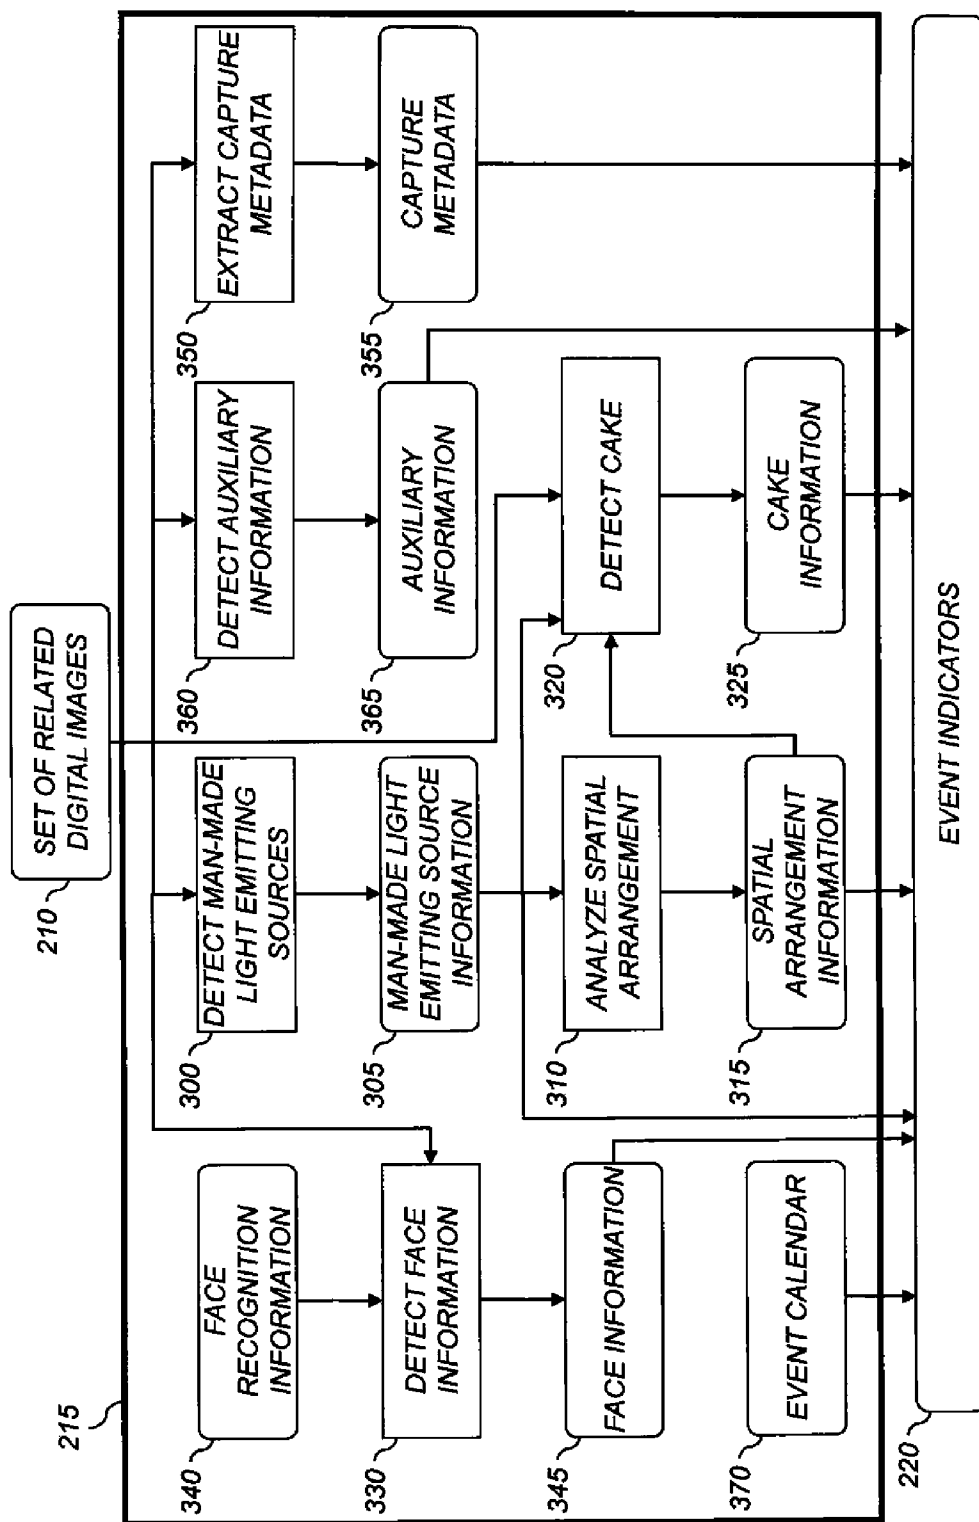 SET OF RELATED
DIGITAL IMAGES
210
215
FACE
RECOGNITION
INFORMATION
340
DETECT MAN-MADE
LIGHT EMITTING
SOURCES
300
DETECT AUXILIARY
INFORMATION
360
EXTRACT CAPTURE
METADATA
350
DETECT FACE
INFORMATION
330
MAN-MADE LIGHT
EMITTING SOURCE
INFORMATION
305
AUXILIARY
INFORMATION
365
CAPTURE
METADATA
355
FACE INFORMATION
345
ANALYZE SPATIAL
ARRANGEMENT
310
DETECT CAKE
320
EVENT CALENDAR
370
SPATIAL
ARRANGEMENT
INFORMATION
315
CAKE
INFORMATION
325
EVENT INDICATORS
220